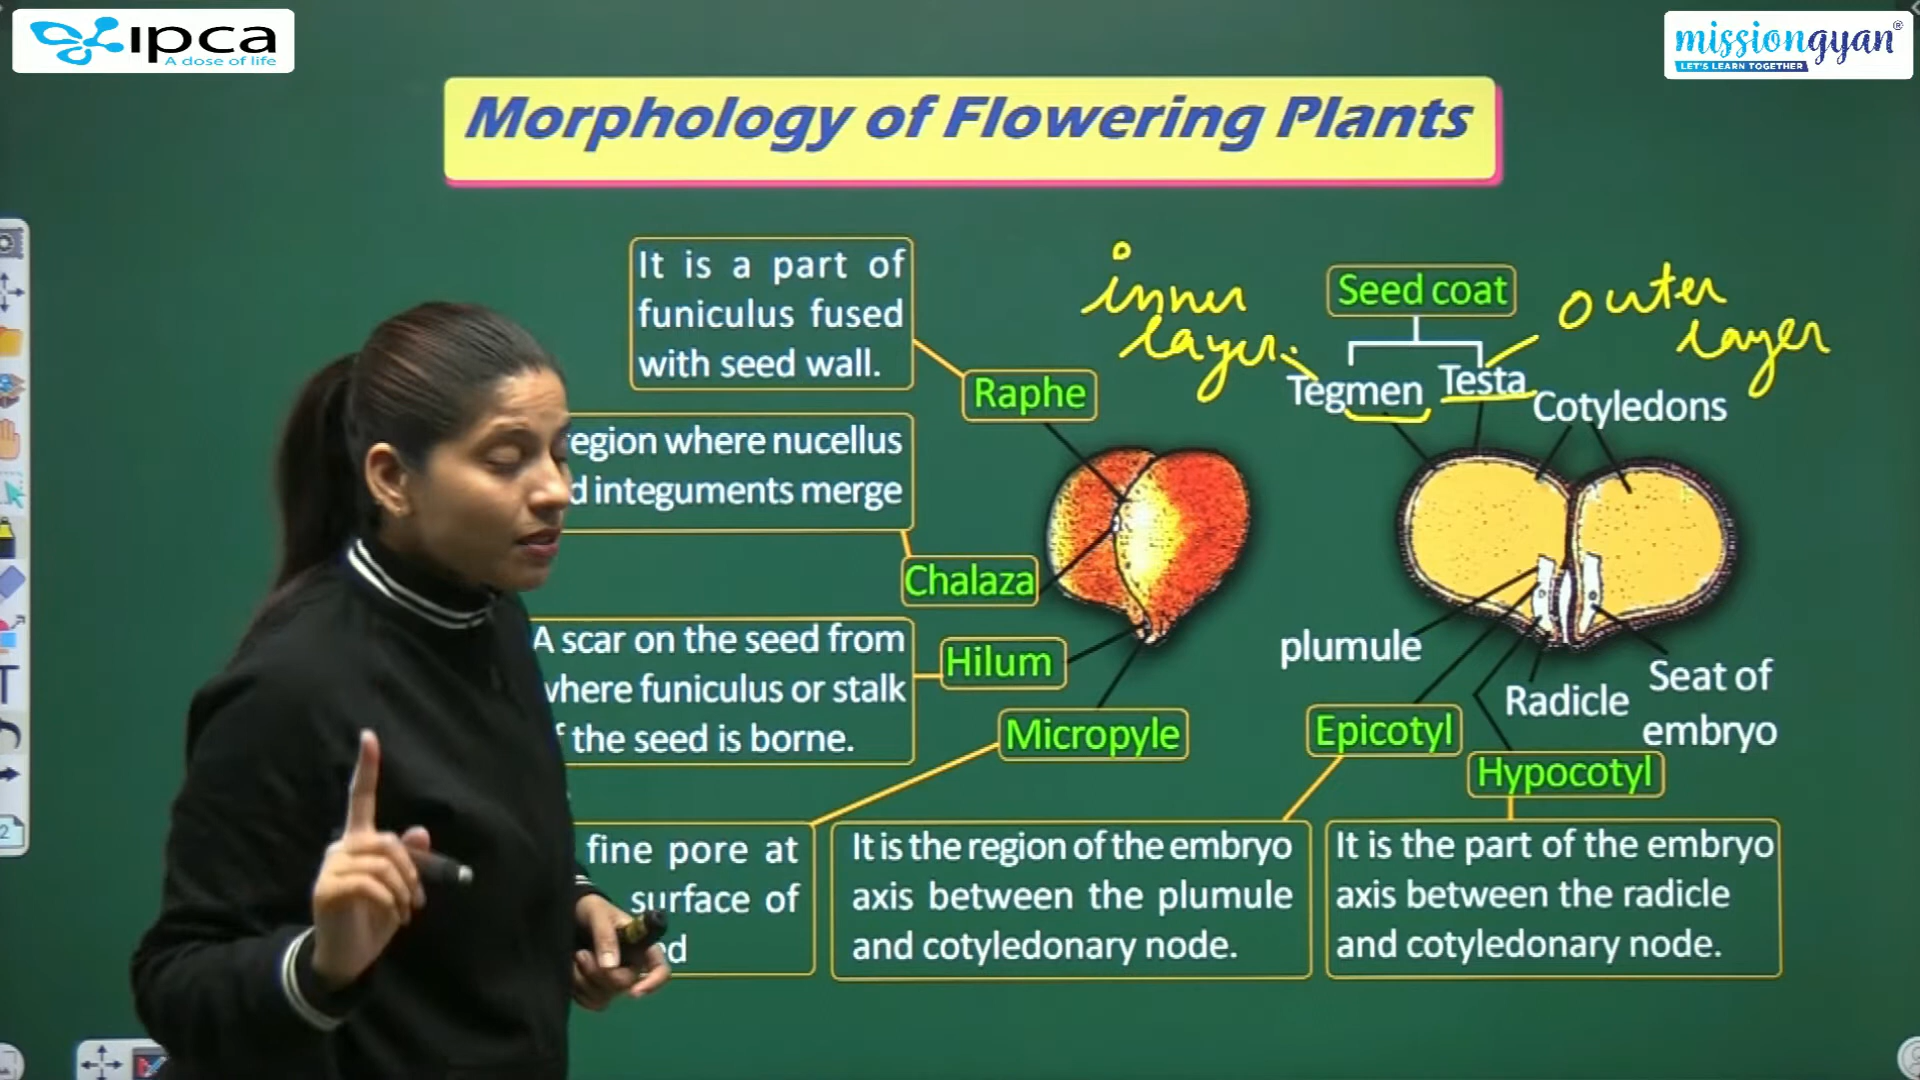 ipca
A dose of life
missiongyan®
LET'S LEARN TOGETHER
Morphology of Flowering Plants
It is a part of
funiculus fused
with seed wall.
Raphe
region where nucellus
integuments merge
Chalaza
A scar on the seed from
where funiculus or stalk
the seed is borne.
Hilum
Micropyle
fine pore at
surface of
inner
layer
Seed coat
outer
layer
Tegmen
Testa
Cotyledons
plumule
Radicle
Seat of
embryo
Epicotyl
Hypocotyl
It is the region of the embryo
axis between the plumule
and cotyledonary node.
It is the part of the embryo
axis between the radicle
and cotyledonary node.